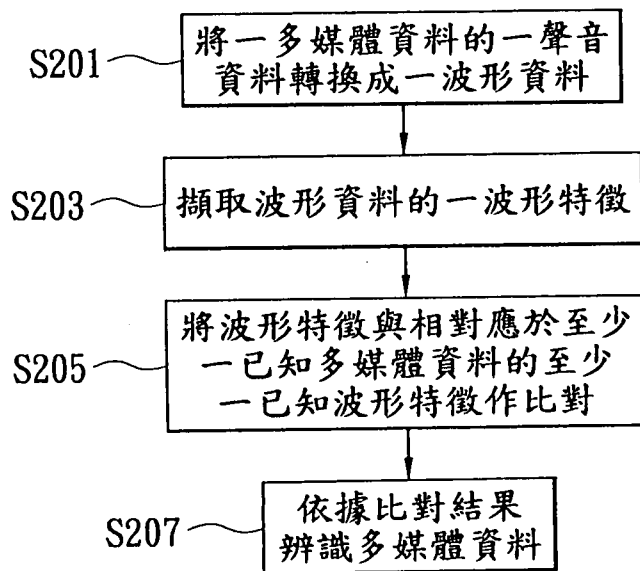 S201
將一多媒體資料的一聲音
資料轉換成一波形資料
S203
擷取波形資料的一波形特徵
S205
將波形特徵與相對應於至少
一已知多媒體資料的至少
一已知波形特徵作比對
S207
依據比對結果
辨識多媒體資料